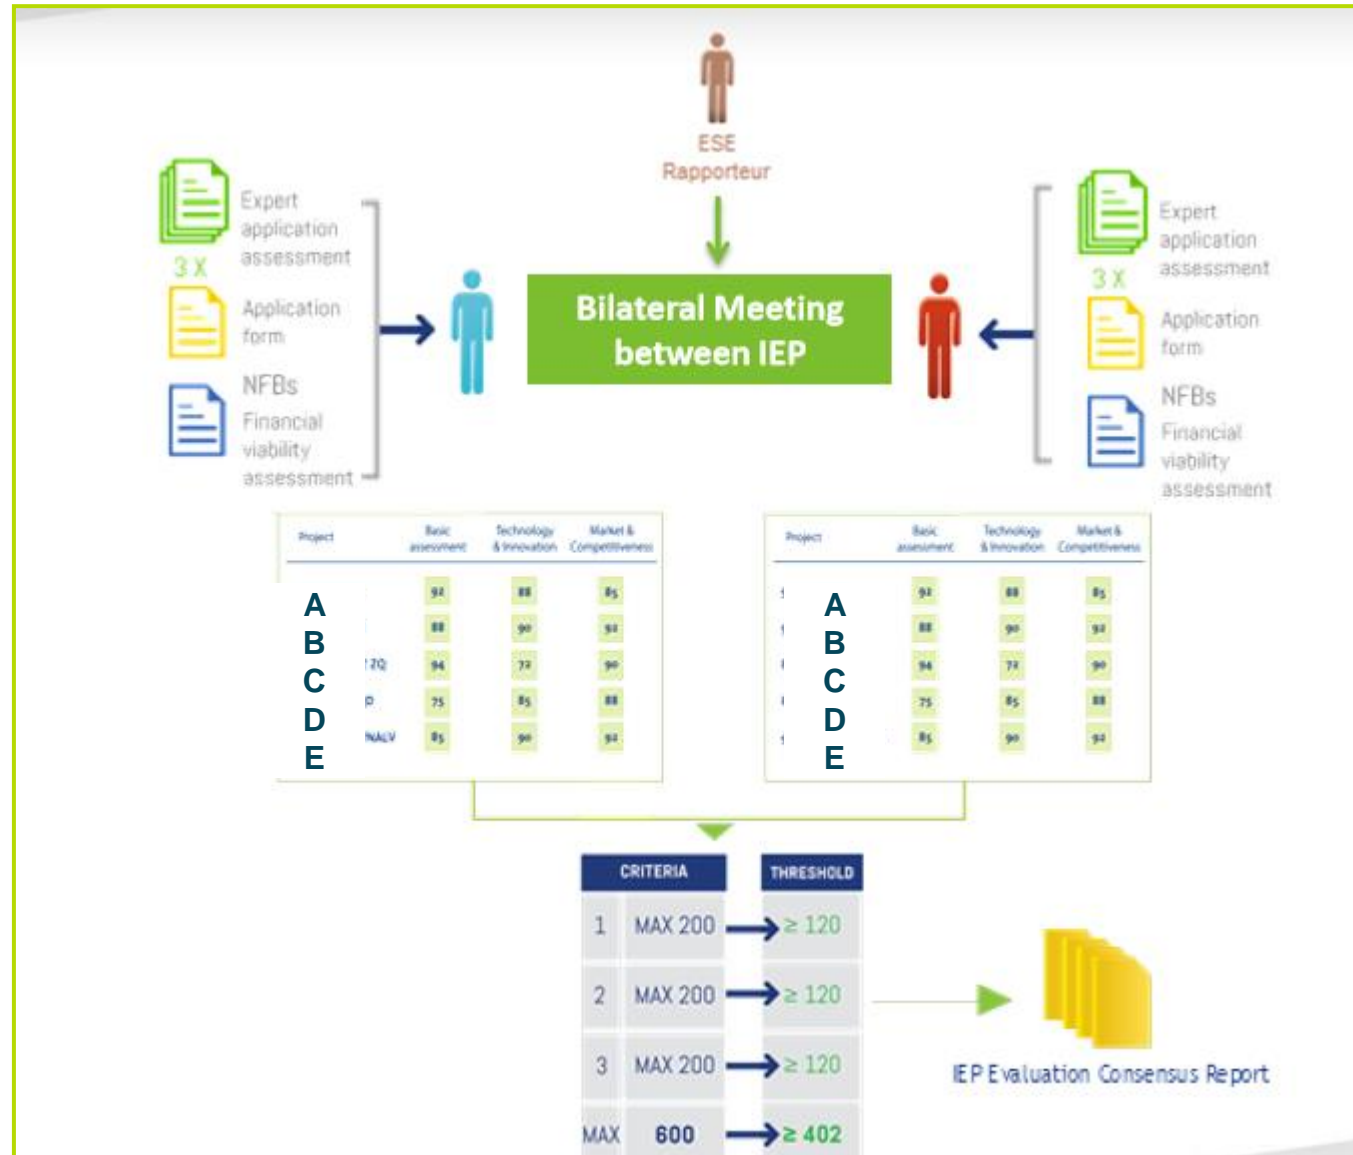 ESE
Rapporteur
Expert
application
assessment
3 X
Application
form
NFBs
Financial
viability
assessment
Bilateral Meeting
between IEP
Expert
application
assessment
3 X
Application
form
NFBs
Financial
viability
assessment
Project Basic assessment Technology & Innovation Market & Competitiveness
A 92 88 85
B 88 90 92
C 2Q 94 72 90
D 75 85 88
E 85 90 92
Project Basic assessment Technology & Innovation Market & Competitiveness
A 92 88 85
B 88 90 92
C 94 72 90
D 75 85 88
E 85 90 92
CRITERIA THRESHOLD
1 MAX 200 ≥ 120
2 MAX 200 ≥ 120
3 MAX 200 ≥ 120
MAX 600 ≥ 402
IEP Evaluation Consensus Report